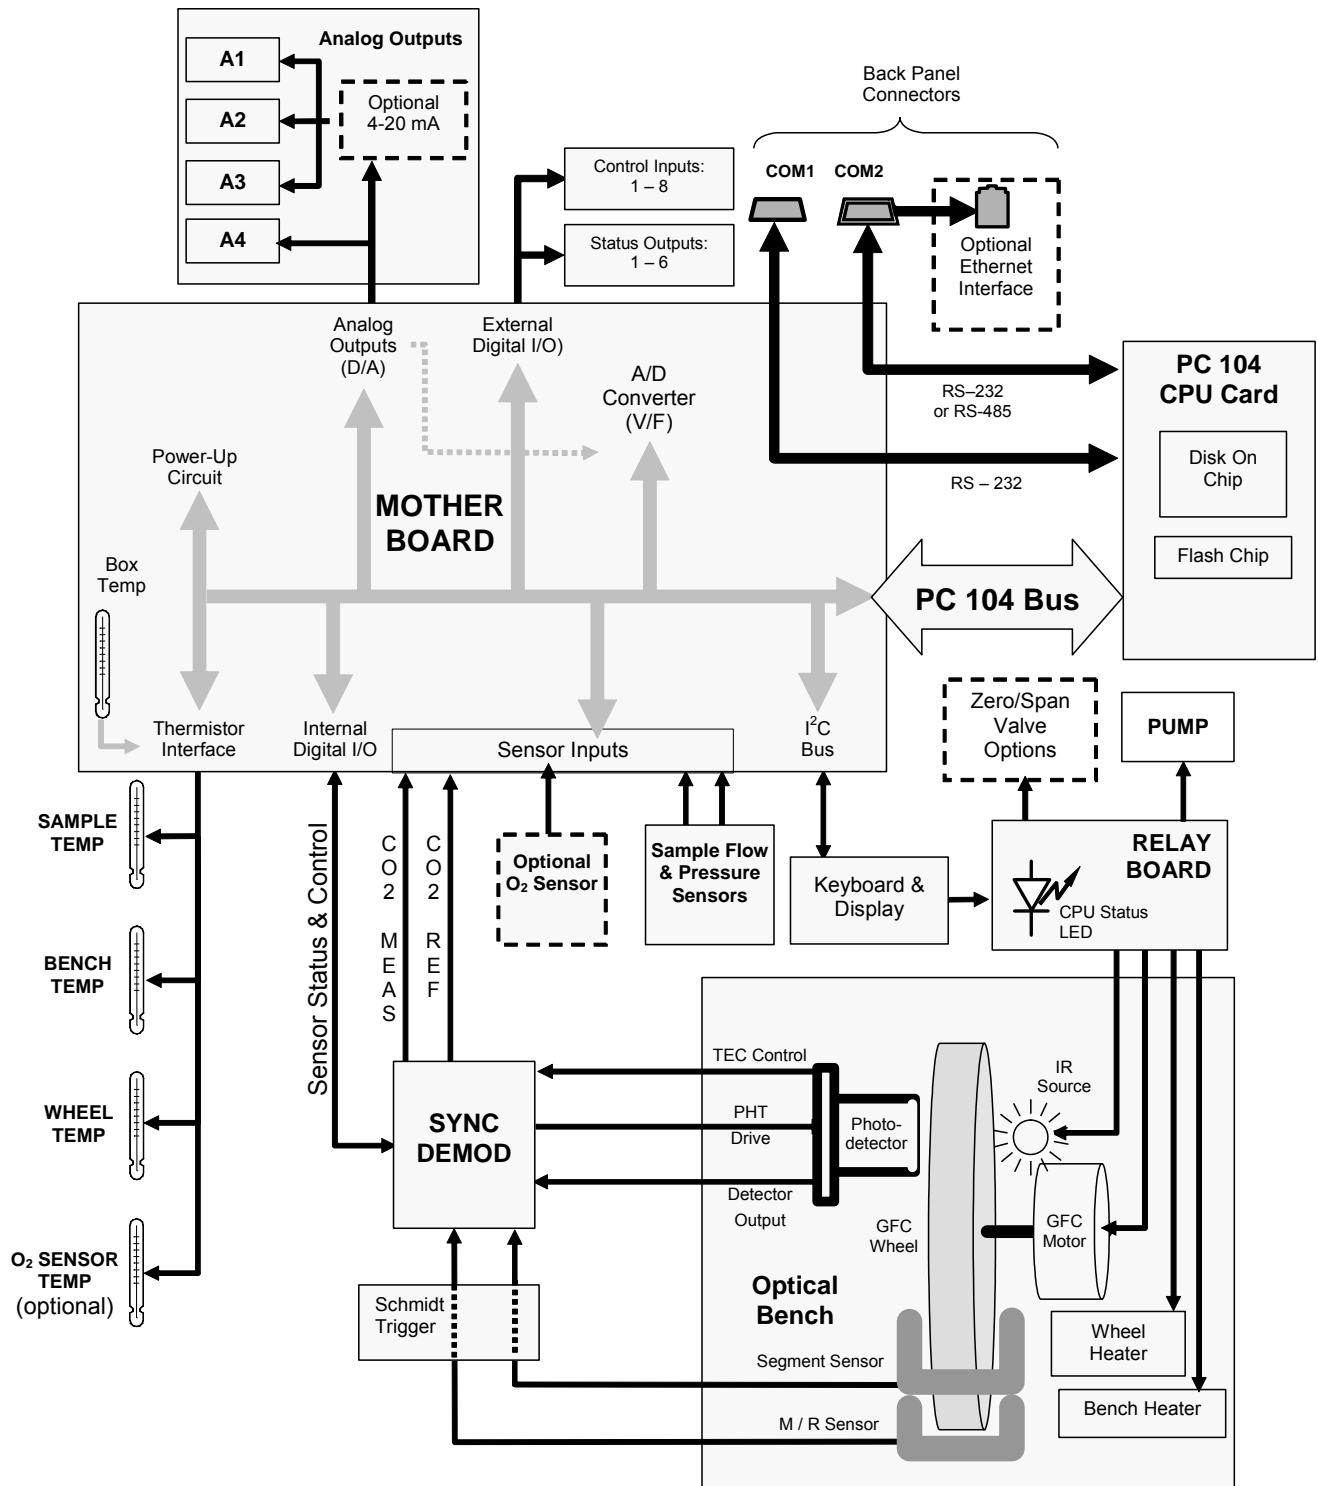 Analog Outputs
A1
A2
A3
A4
Optional
4-20 mA
Control Inputs:
1 – 8
Status Outputs:
1 – 6
Back Panel
Connectors
COM1
COM2
Optional
Ethernet
Interface
Analog
Outputs
(D/A)
External
Digital I/O)
A/D
Converter
(V/F)
Power-Up
Circuit
MOTHER
BOARD
Box
Temp
Thermistor
Interface
Internal
Digital I/O
Sensor Inputs
I²C
Bus
RS–232
or RS-485
RS – 232
PC 104
CPU Card
Disk On
Chip
Flash Chip
PC 104 Bus
Zero/Span
Valve
Options
PUMP
RELAY
BOARD
CPU Status
LED
Keyboard &
Display
Sample Flow
& Pressure
Sensors
Optional
O₂ Sensor
CO2 MEAS
CO2 REF
Sensor Status & Control
SAMPLE
TEMP
BENCH
TEMP
WHEEL
TEMP
O₂ SENSOR
TEMP
(optional)
SYNC
DEMOD
Schmidt
Trigger
TEC Control
PHT
Drive
Detector
Output
Photo-
detector
IR
Source
GFC
Wheel
GFC
Motor
Optical
Bench
Segment Sensor
M / R Sensor
Wheel
Heater
Bench Heater